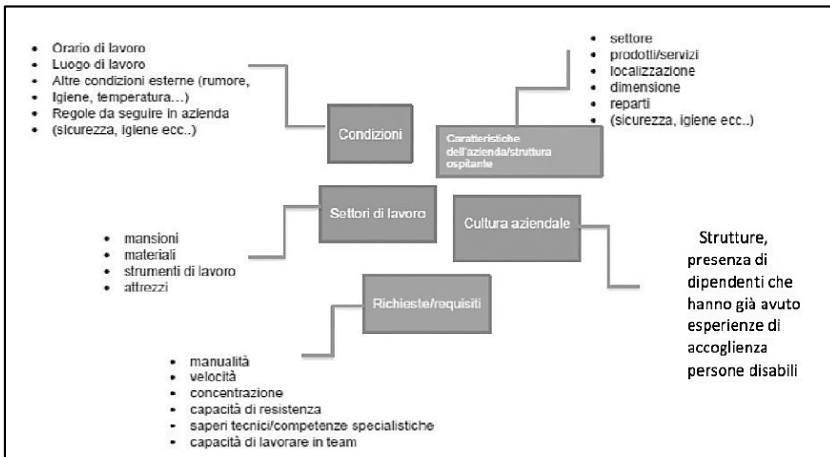 • Orario di lavoro
• Luogo di lavoro
• Altre condizioni esterne (rumore,
• Igiene, temperatura...)
• Regole da seguire in azienda
• (sicurezza, igiene ecc..)
Condizioni
• settore
• prodotti/servizi
• localizzazione
• dimensione
• reparti
• (sicurezza, igiene ecc..)
Caratteristiche
dell'azienda/struttura
ospitante
Settori di lavoro
• mansioni
• materiali
• strumenti di lavoro
• attrezzi
Cultura aziendale
Strutture,
presenza di
dipendenti che
hanno già avuto
esperienze di
accoglienza
persone disabili
Richieste/requisiti
• manualità
• velocità
• concentrazione
• capacità di resistenza
• saperi tecnici/competenze specialistiche
• capacità di lavorare in team